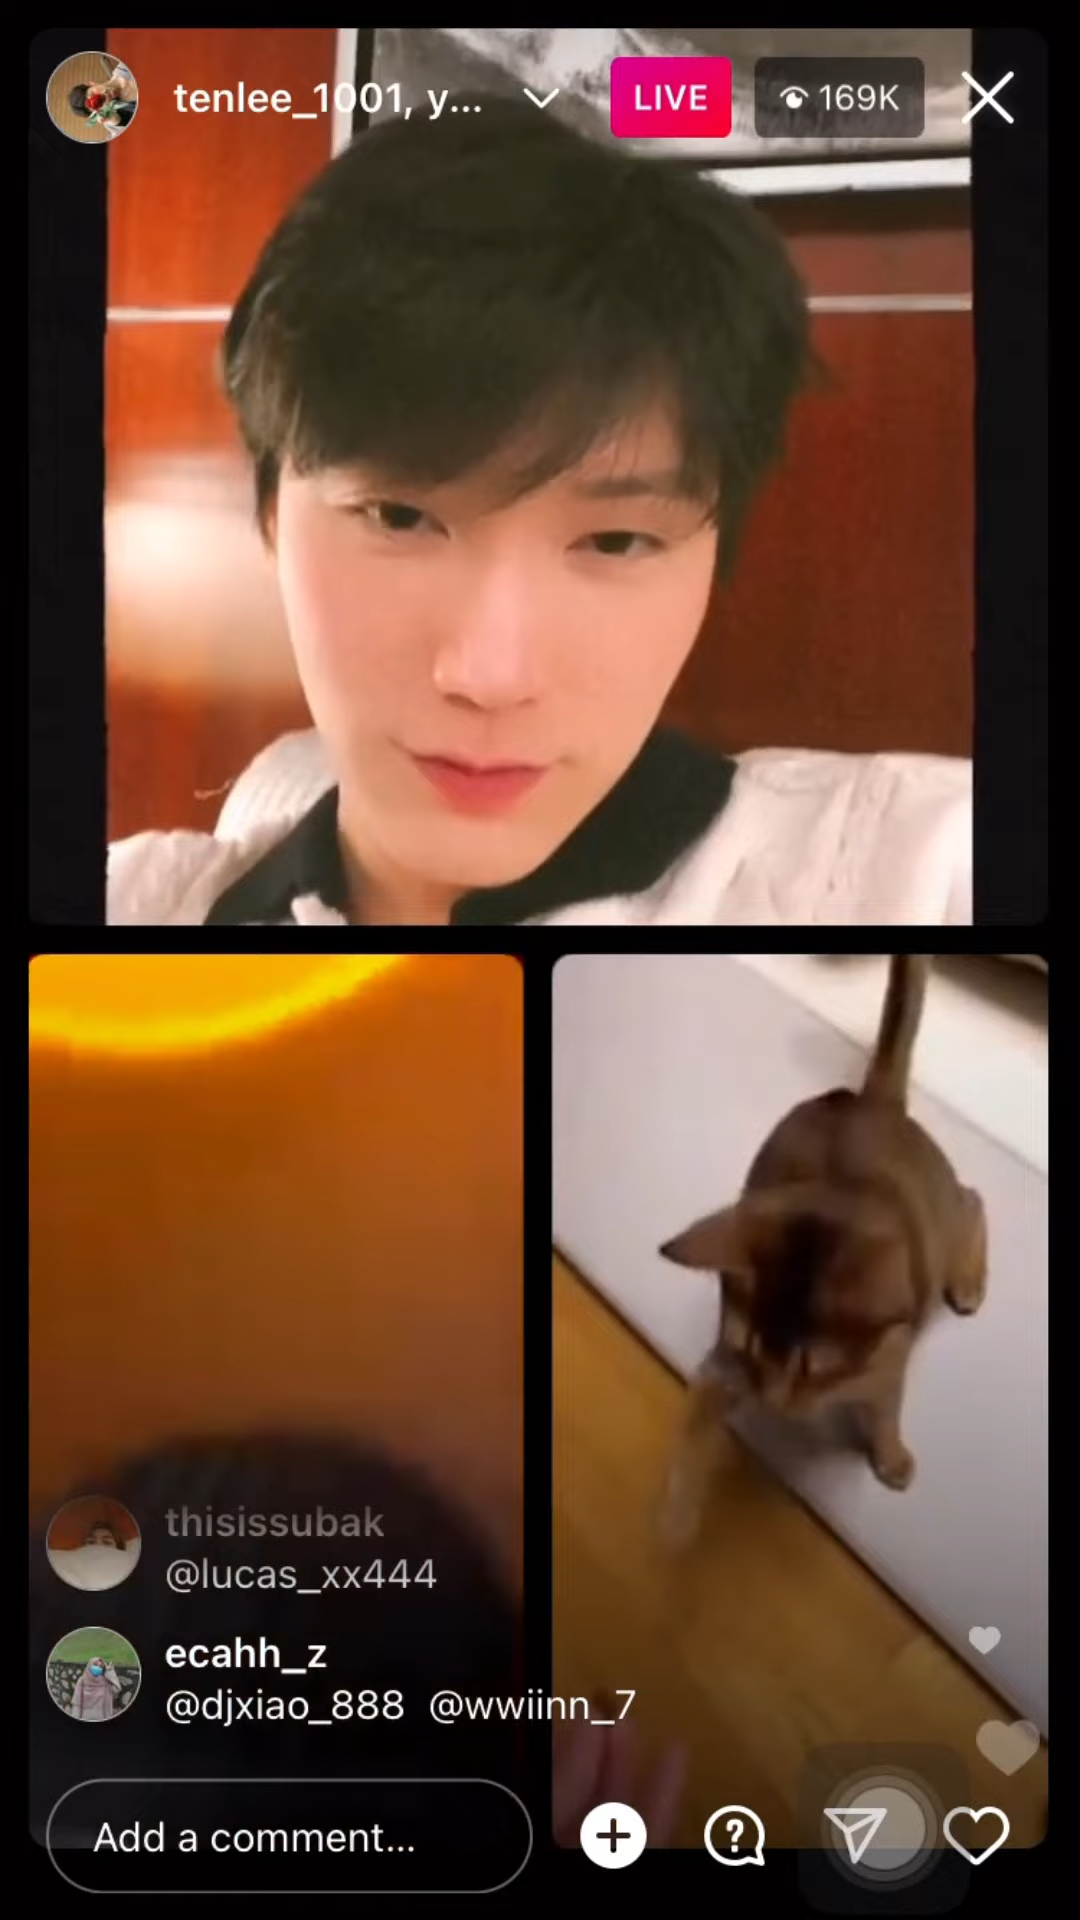 tenlee_1001, y...
LIVE
169K
thisissubak
@lucas_xx444
ecahh_z
@djxiao_888 @wwiinn_7
Add a comment...
?